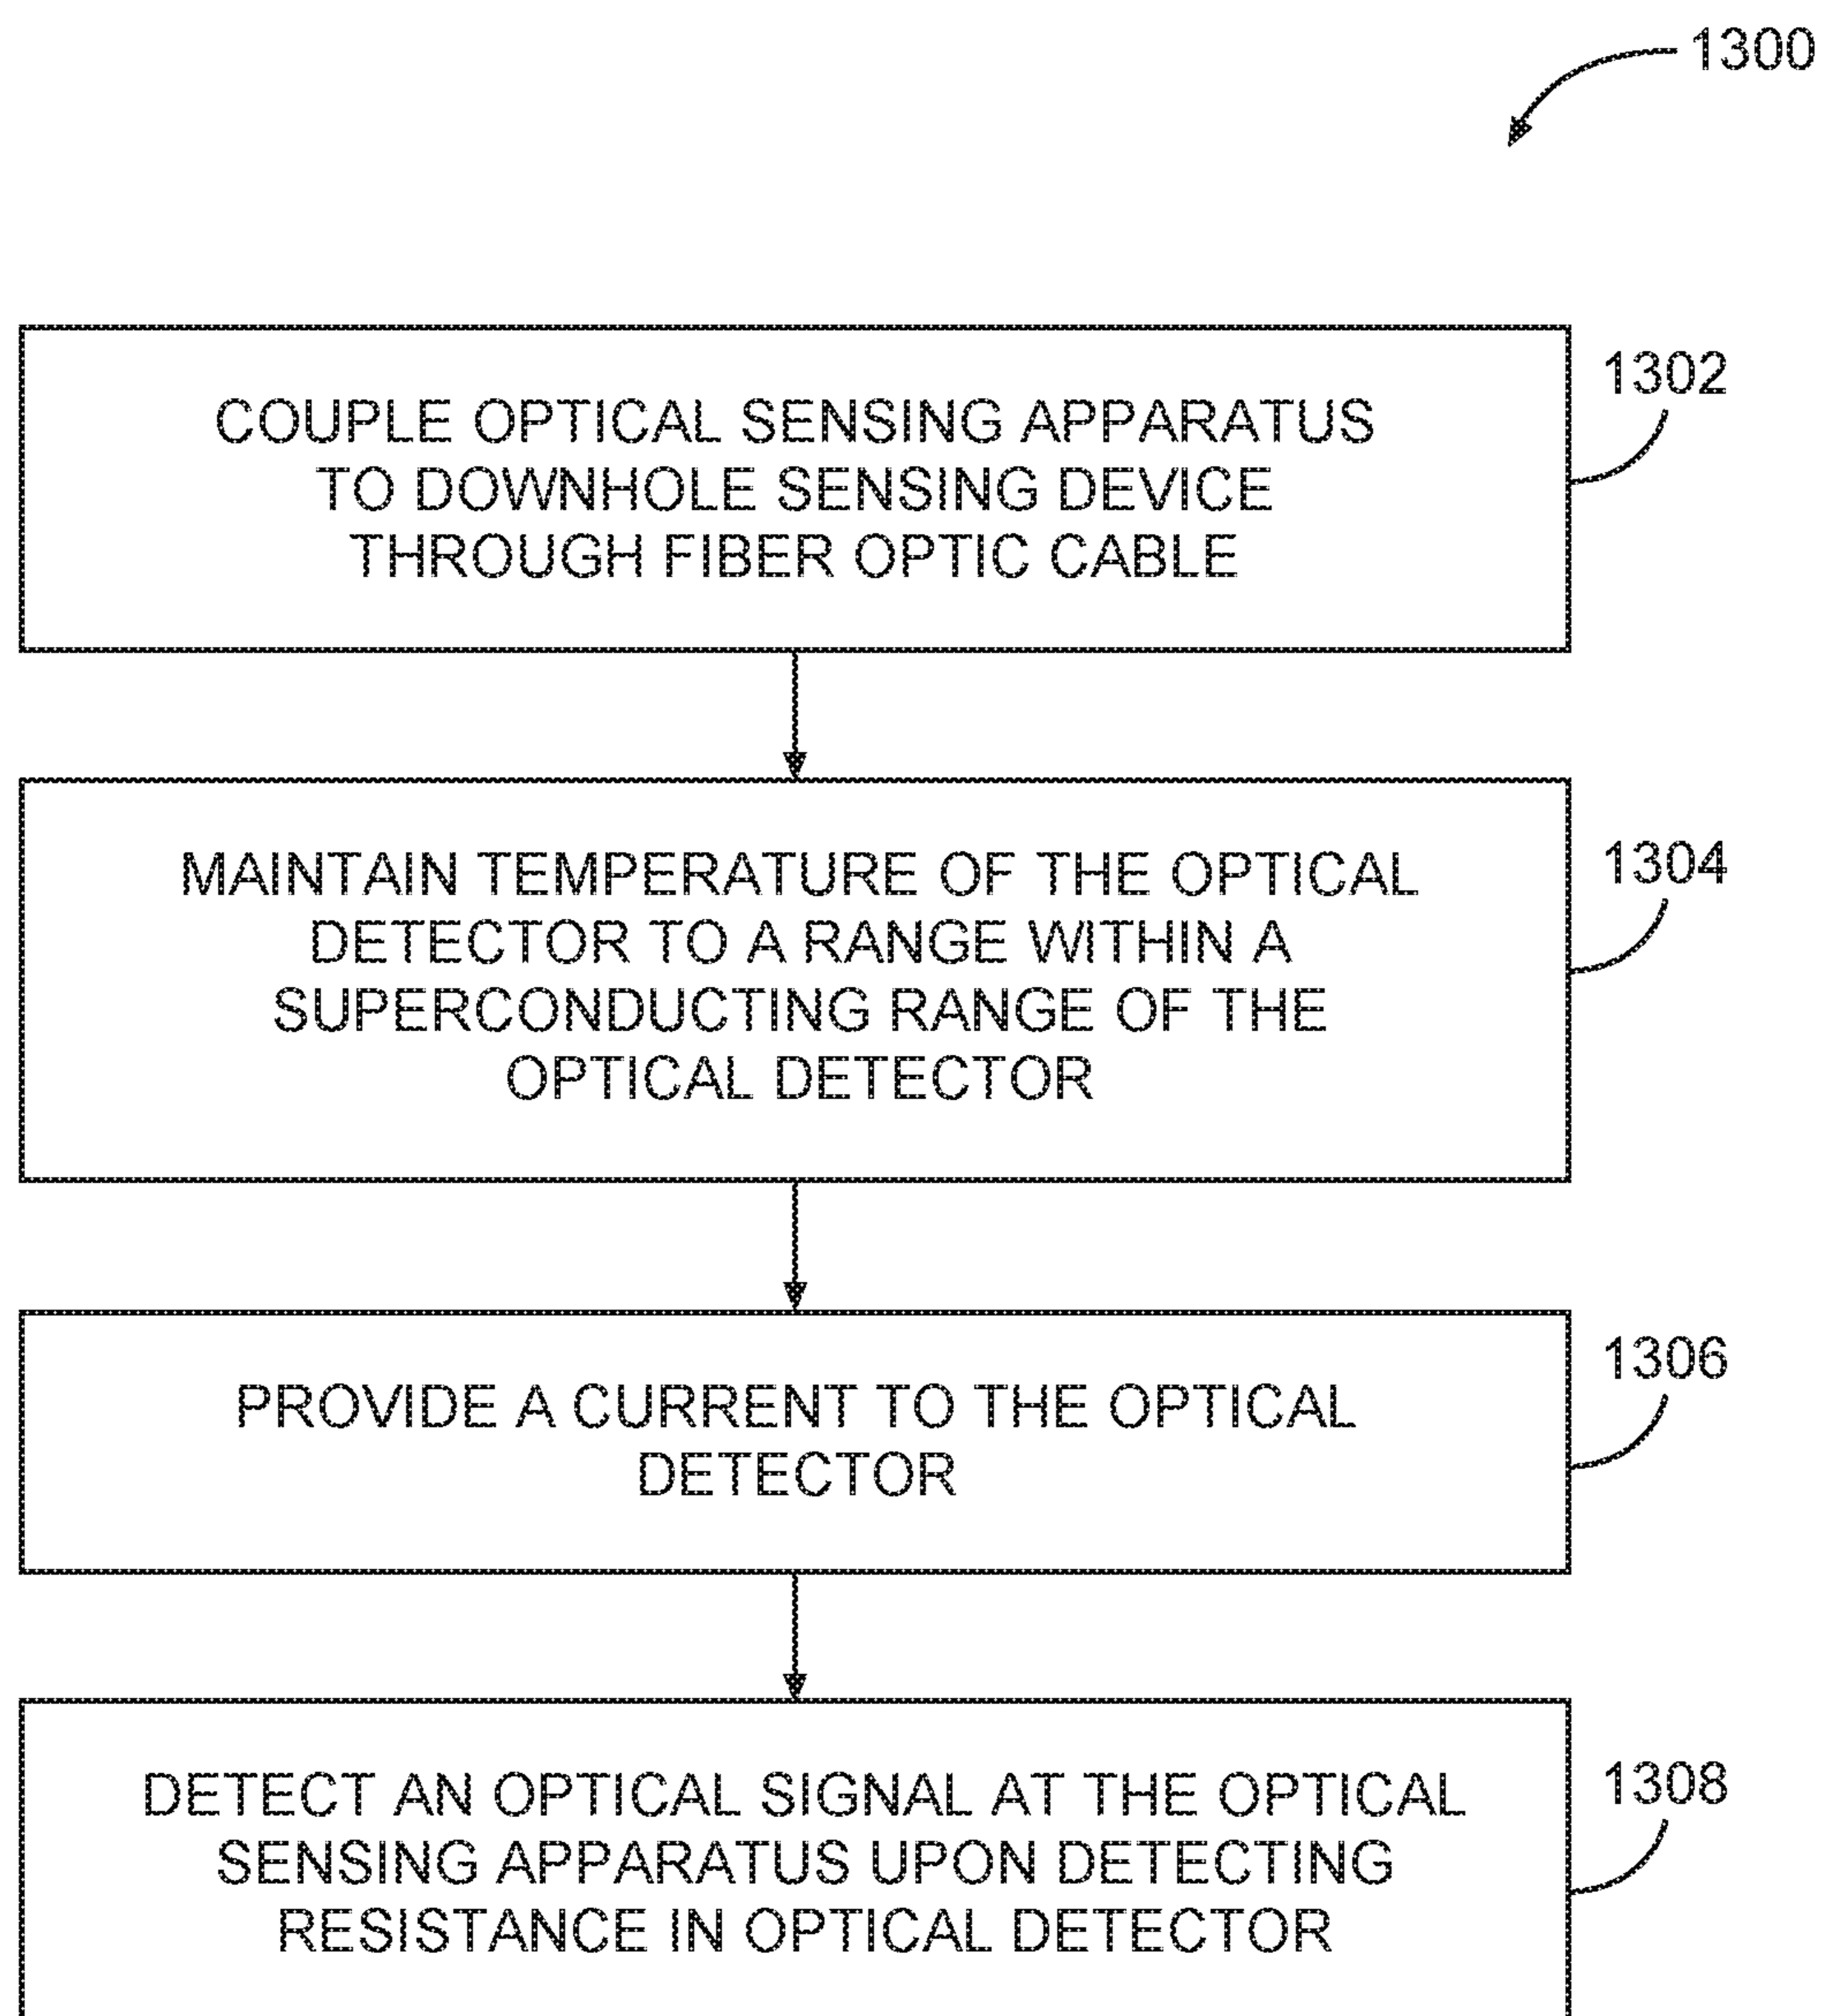 1300
COUPLE OPTICAL SENSING APPARATUS
TO DOWNHOLE SENSING DEVICE
THROUGH FIBER OPTIC CABLE
1302
MAINTAIN TEMPERATURE OF THE OPTICAL
DETECTOR TO A RANGE WITHIN A
SUPERCONDUCTING RANGE OF THE
OPTICAL DETECTOR
1304
PROVIDE A CURRENT TO THE OPTICAL
DETECTOR
1306
DETECT AN OPTICAL SIGNAL AT THE OPTICAL
SENSING APPARATUS UPON DETECTING
RESISTANCE IN OPTICAL DETECTOR
1308